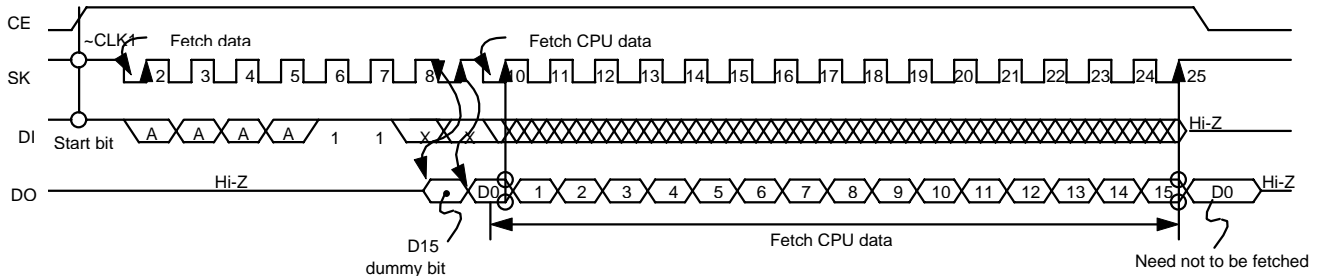 CE
~CLK1 Fetch data Fetch CPU data
SK 2 3 4 5 6 7 8 10 11 12 13 14 15 16 17 18 19 20 21 22 23 24 25
DI Start bit A A A A 1 1 X X Hi-Z
DO Hi-Z D0 1 2 3 4 5 6 7 8 9 10 11 12 13 14 15 D0 Hi-Z
Fetch CPU data
D15
dummy bit
Need not to be fetched